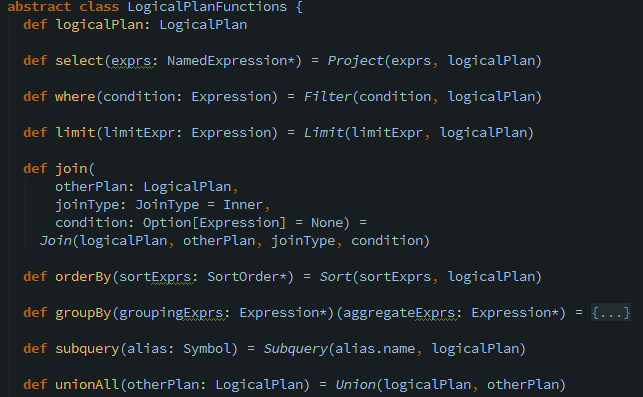 abstract class LogicalPlanFunctions {
def logicalPlan: LogicalPlan
def select(exprs: NamedExpression*) = Project(exprs, logicalPlan)
def where(condition: Expression) = Filter(condition, logicalPlan)
def limit(limitExpr: Expression) = Limit(limitExpr, logicalPlan)
def join(
otherPlan: LogicalPlan,
joinType: JoinType = Inner,
condition: Option[Expression] = None) =
Join(logicalPlan, otherPlan, joinType, condition)
def orderBy(sortExprs: SortOrder*) = Sort(sortExprs, logicalPlan)
def groupBy(groupingExprs: Expression*)(aggregateExprs: Expression*) = {...}
def subquery(alias: Symbol) = Subquery(alias.name, logicalPlan)
def unionAll(otherPlan: LogicalPlan) = Union(logicalPlan, otherPlan)